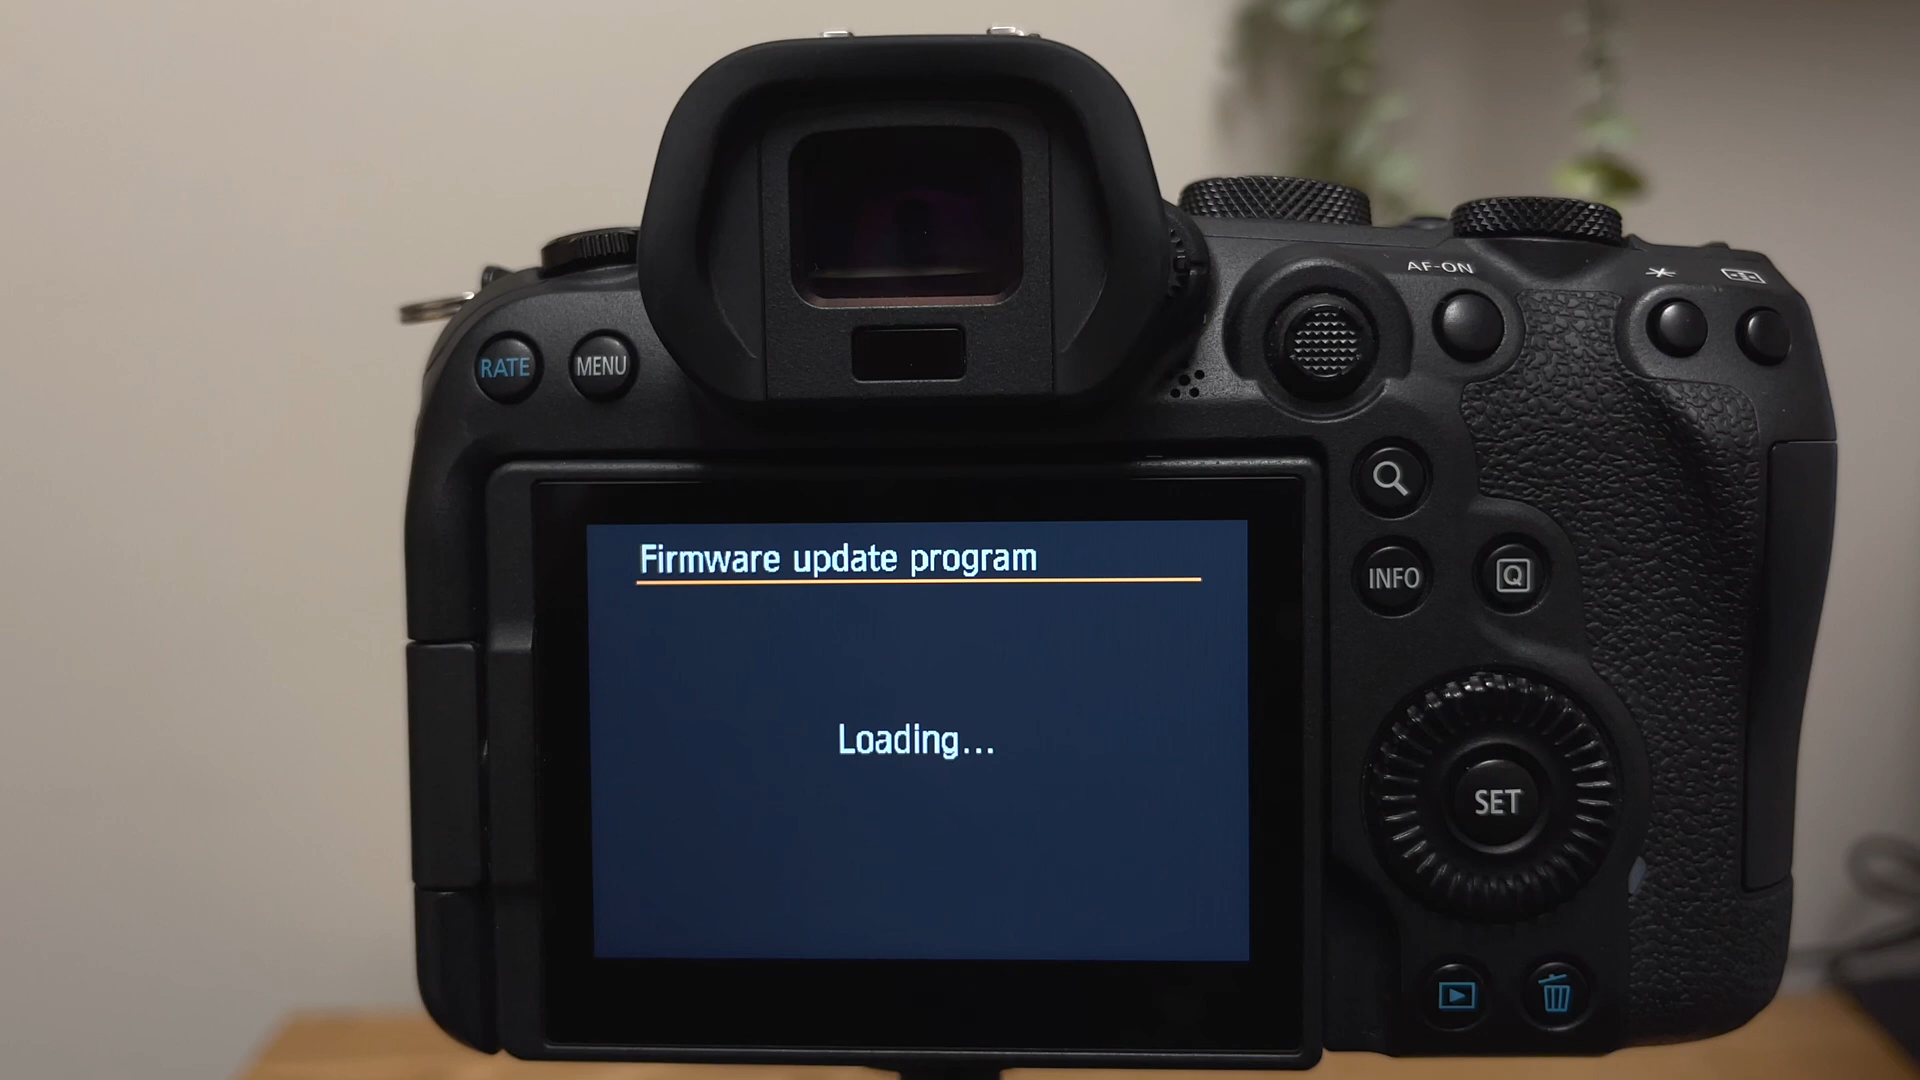 AF-ON
RATE
MENU
INFO
Q
SET
Firmware update program
Loading...